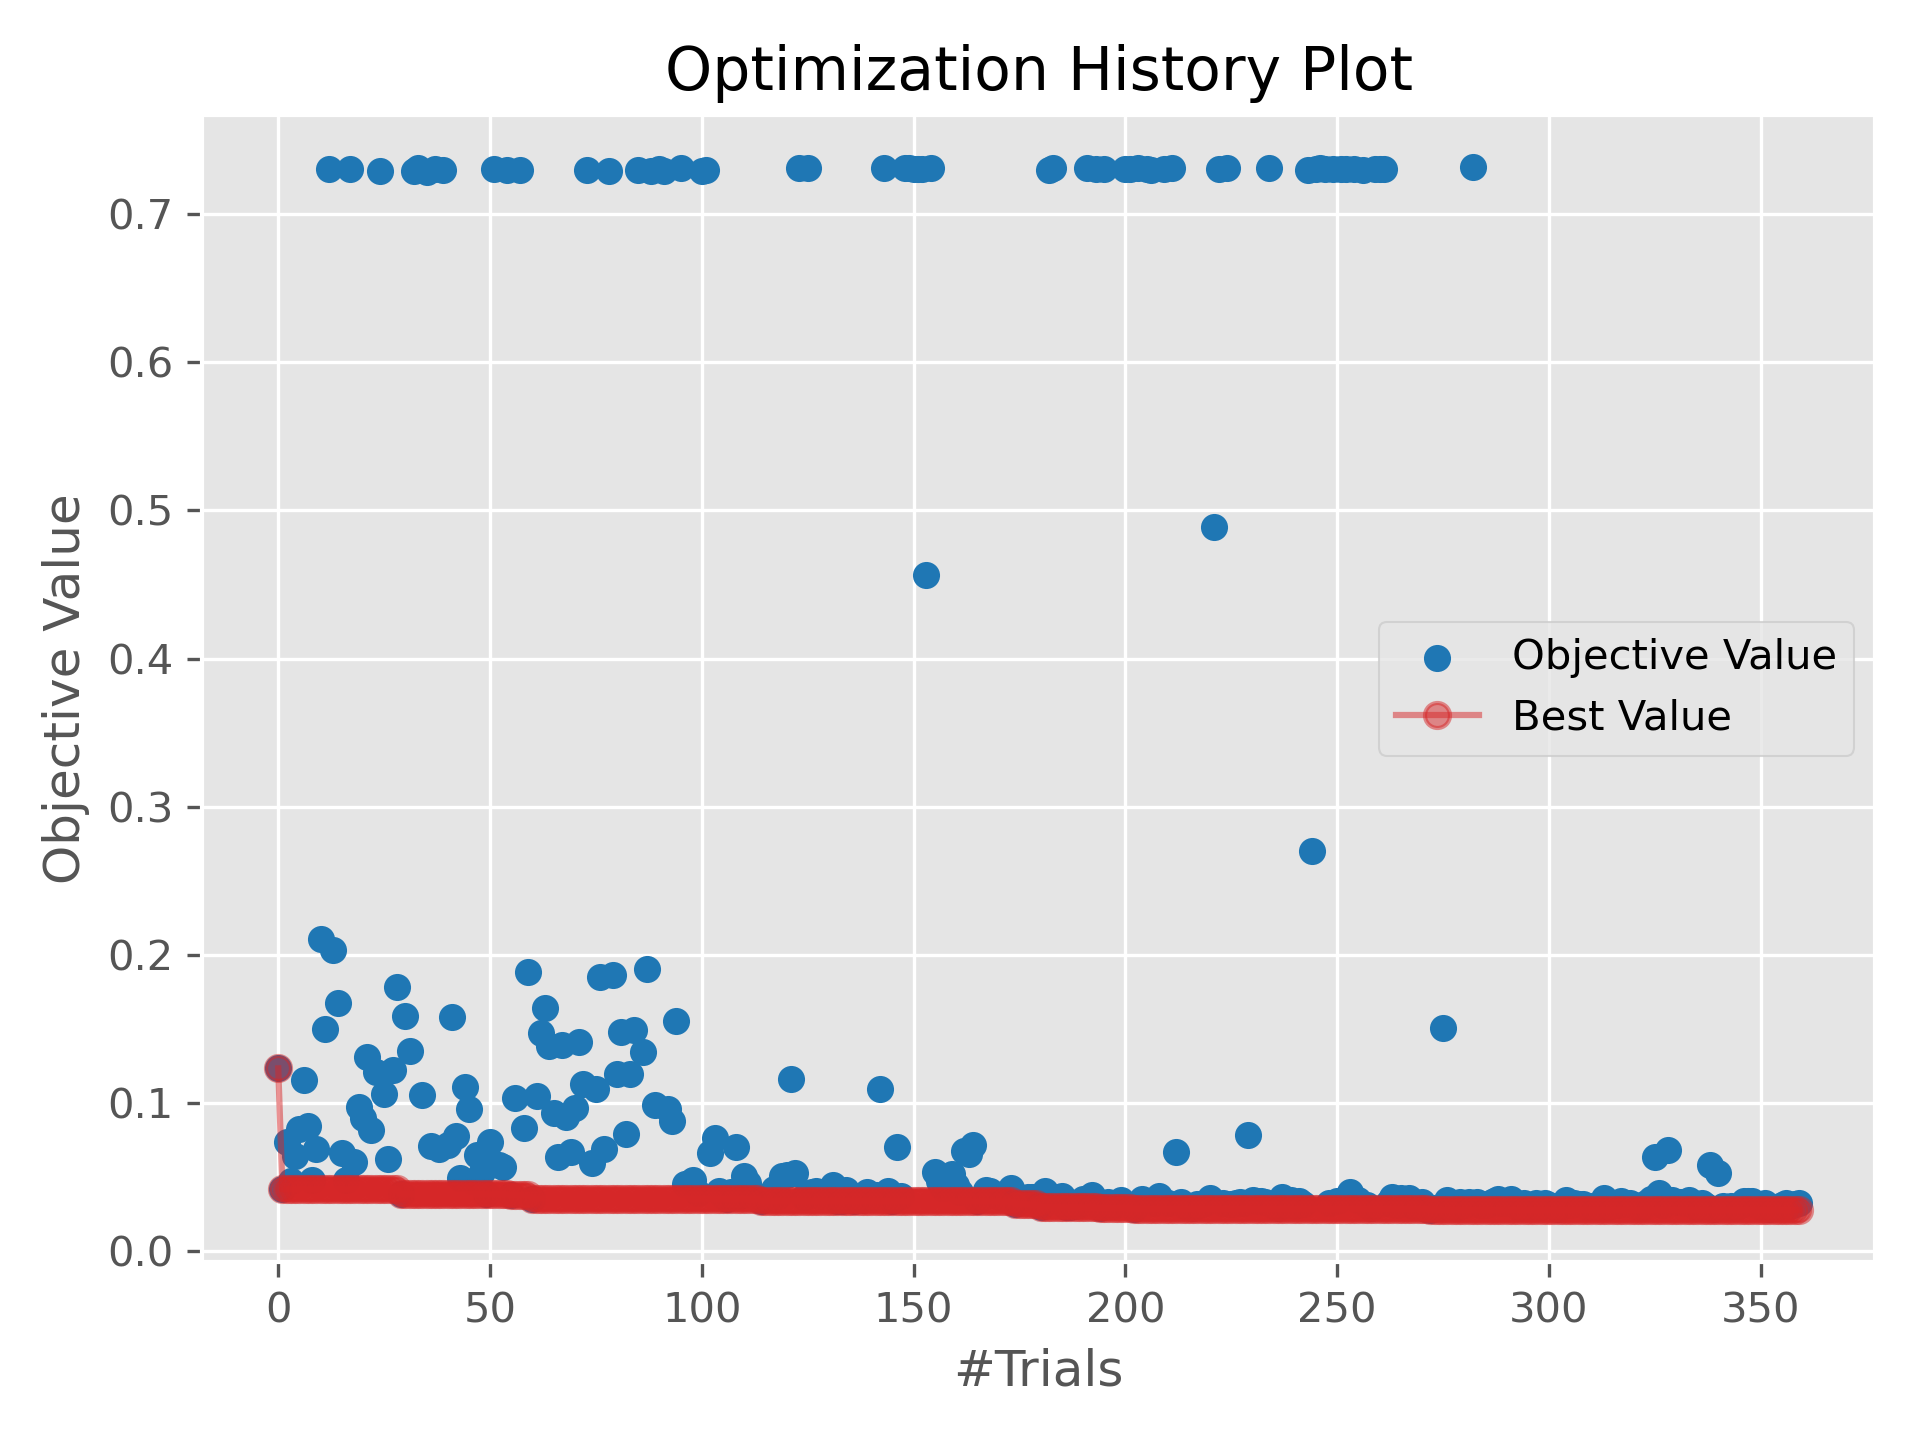 Optimization History Plot
0.7
0.6
0.5
0.4
0.3
0.2
0.1
0.0
Objective Value
Objective Value
Best Value
0 50 100 150 200 250 300 350
#Trials